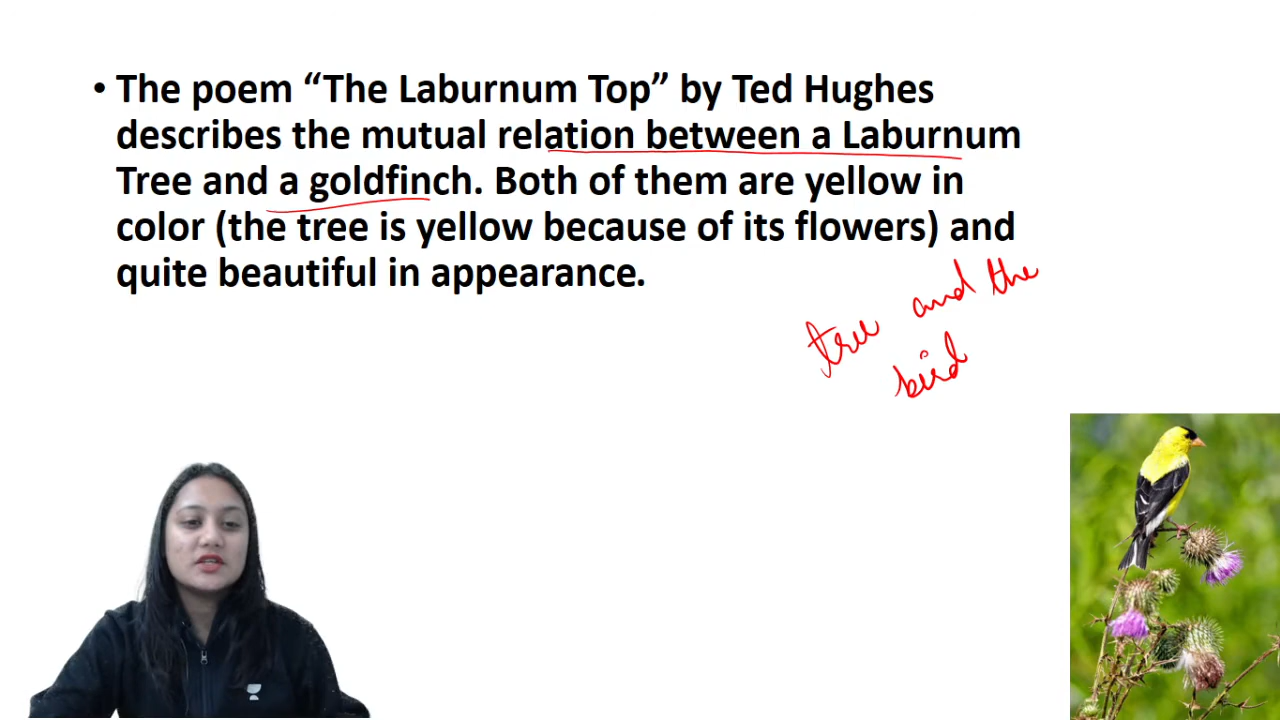 • The poem “The Laburnum Top” by Ted Hughes
describes the mutual relation between a Laburnum
Tree and a goldfinch. Both of them are yellow in
color (the tree is yellow because of its flowers) and
quite beautiful in appearance.
tree and the
bird